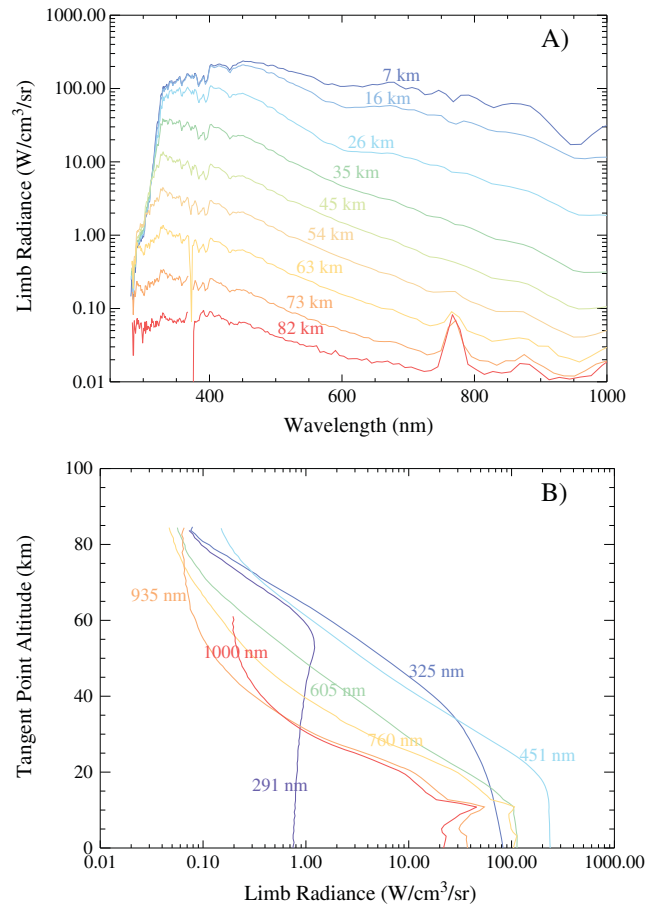 A)
1000.00
100.00
10.00
1.00
0.10
0.01
Limb Radiance (W/cm³/sr)
7 km
16 km
26 km
35 km
45 km
54 km
63 km
73 km
82 km
400 600 800 1000
Wavelength (nm)
B)
100
80
60
40
20
0
Tangent Point Altitude (km)
935 nm
1000 nm
605 nm
325 nm
760 nm
451 nm
291 nm
0.01 0.10 1.00 10.00 100.00 1000.00
Limb Radiance (W/cm³/sr)